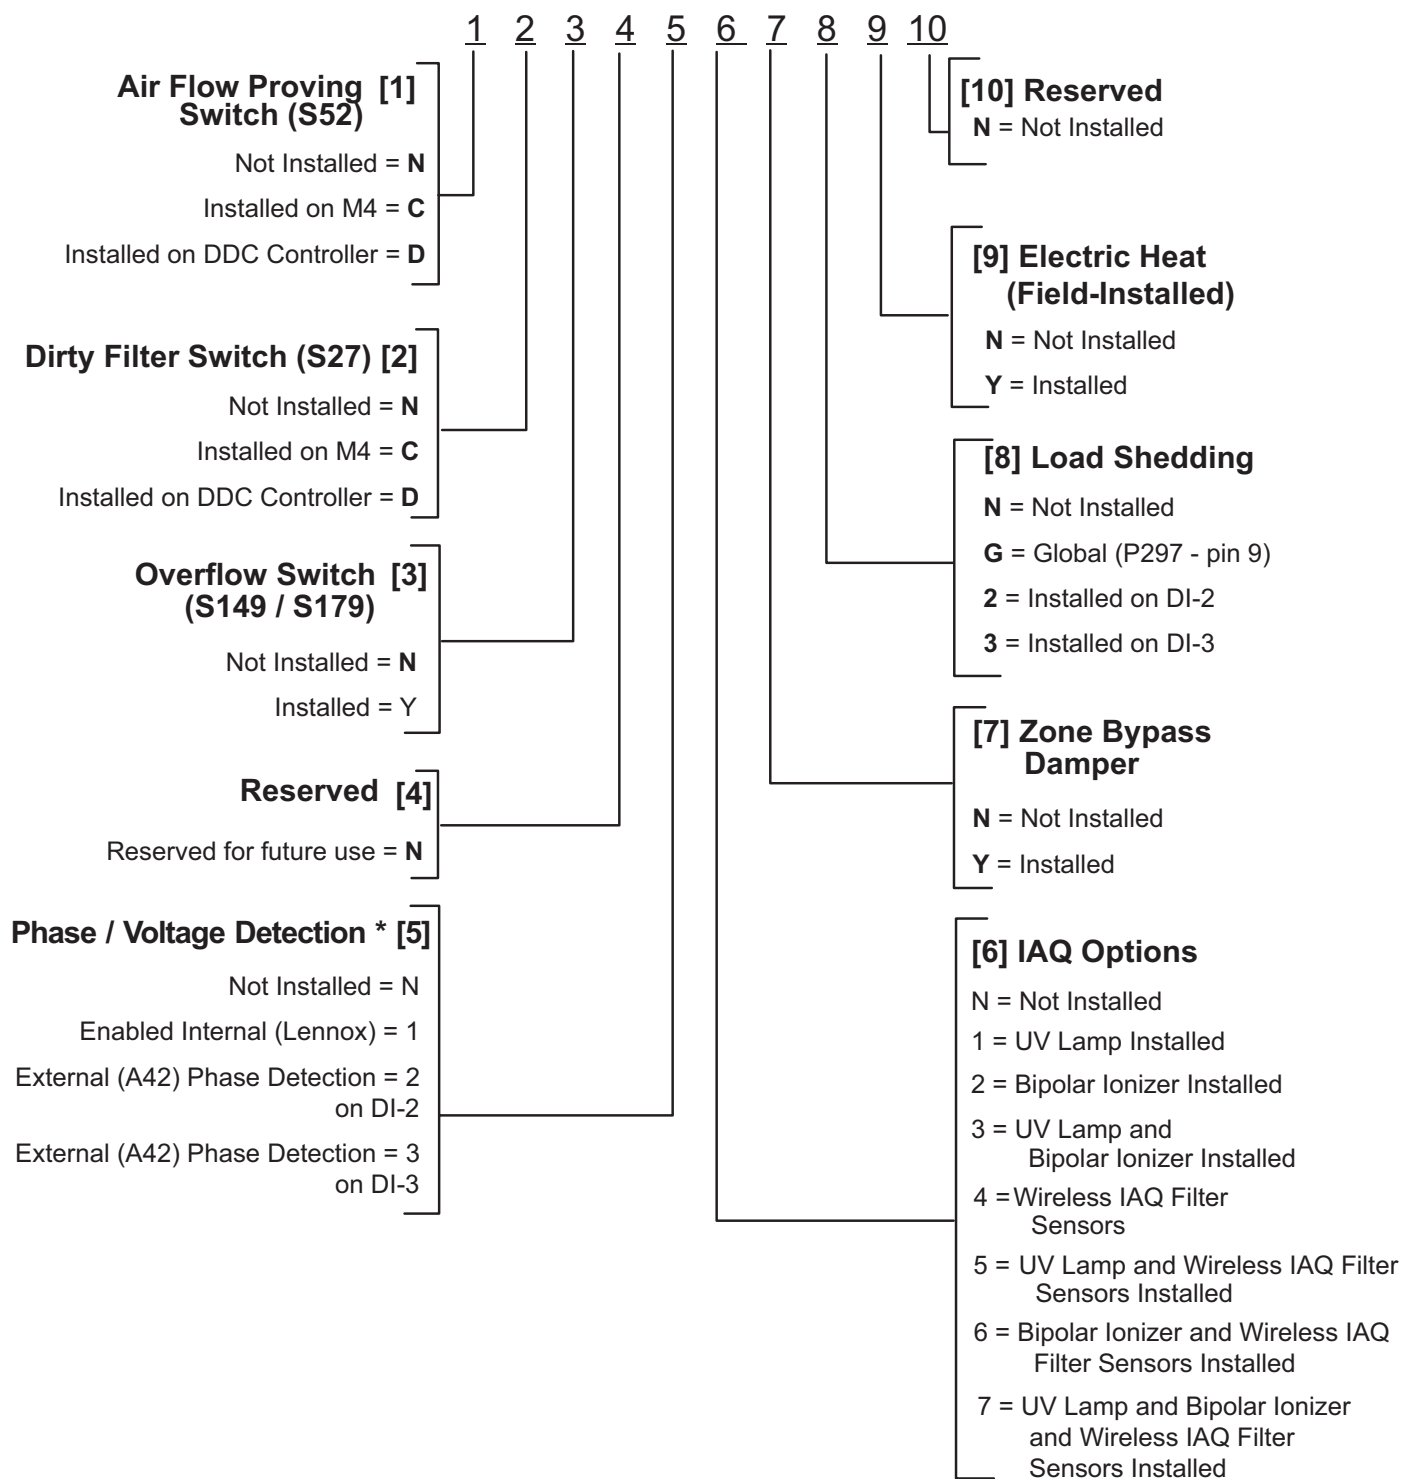 1 2 3 4 5 6 7 8 9 10
Air Flow Proving [1]
Switch (S52)
Not Installed = N
Installed on M4 = C
Installed on DDC Controller = D
Dirty Filter Switch (S27) [2]
Not Installed = N
Installed on M4 = C
Installed on DDC Controller = D
Overflow Switch [3]
(S149 / S179)
Not Installed = N
Installed = Y
Reserved [4]
Reserved for future use = N
Phase / Voltage Detection * [5]
Not Installed = N
Enabled Internal (Lennox) = 1
External (A42) Phase Detection = 2
on DI-2
External (A42) Phase Detection = 3
on DI-3
[10] Reserved
N = Not Installed
[9] Electric Heat
(Field-Installed)
N = Not Installed
Y = Installed
[8] Load Shedding
N = Not Installed
G = Global (P297 - pin 9)
2 = Installed on DI-2
3 = Installed on DI-3
[7] Zone Bypass
Damper
N = Not Installed
Y = Installed
[6] IAQ Options
N = Not Installed
1 = UV Lamp Installed
2 = Bipolar Ionizer Installed
3 = UV Lamp and
Bipolar Ionizer Installed
4 =Wireless IAQ Filter
Sensors
5 = UV Lamp and Wireless IAQ Filter
Sensors Installed
6 = Bipolar Ionizer and Wireless IAQ
Filter Sensors Installed
7 = UV Lamp and Bipolar Ionizer
and Wireless IAQ Filter
Sensors Installed